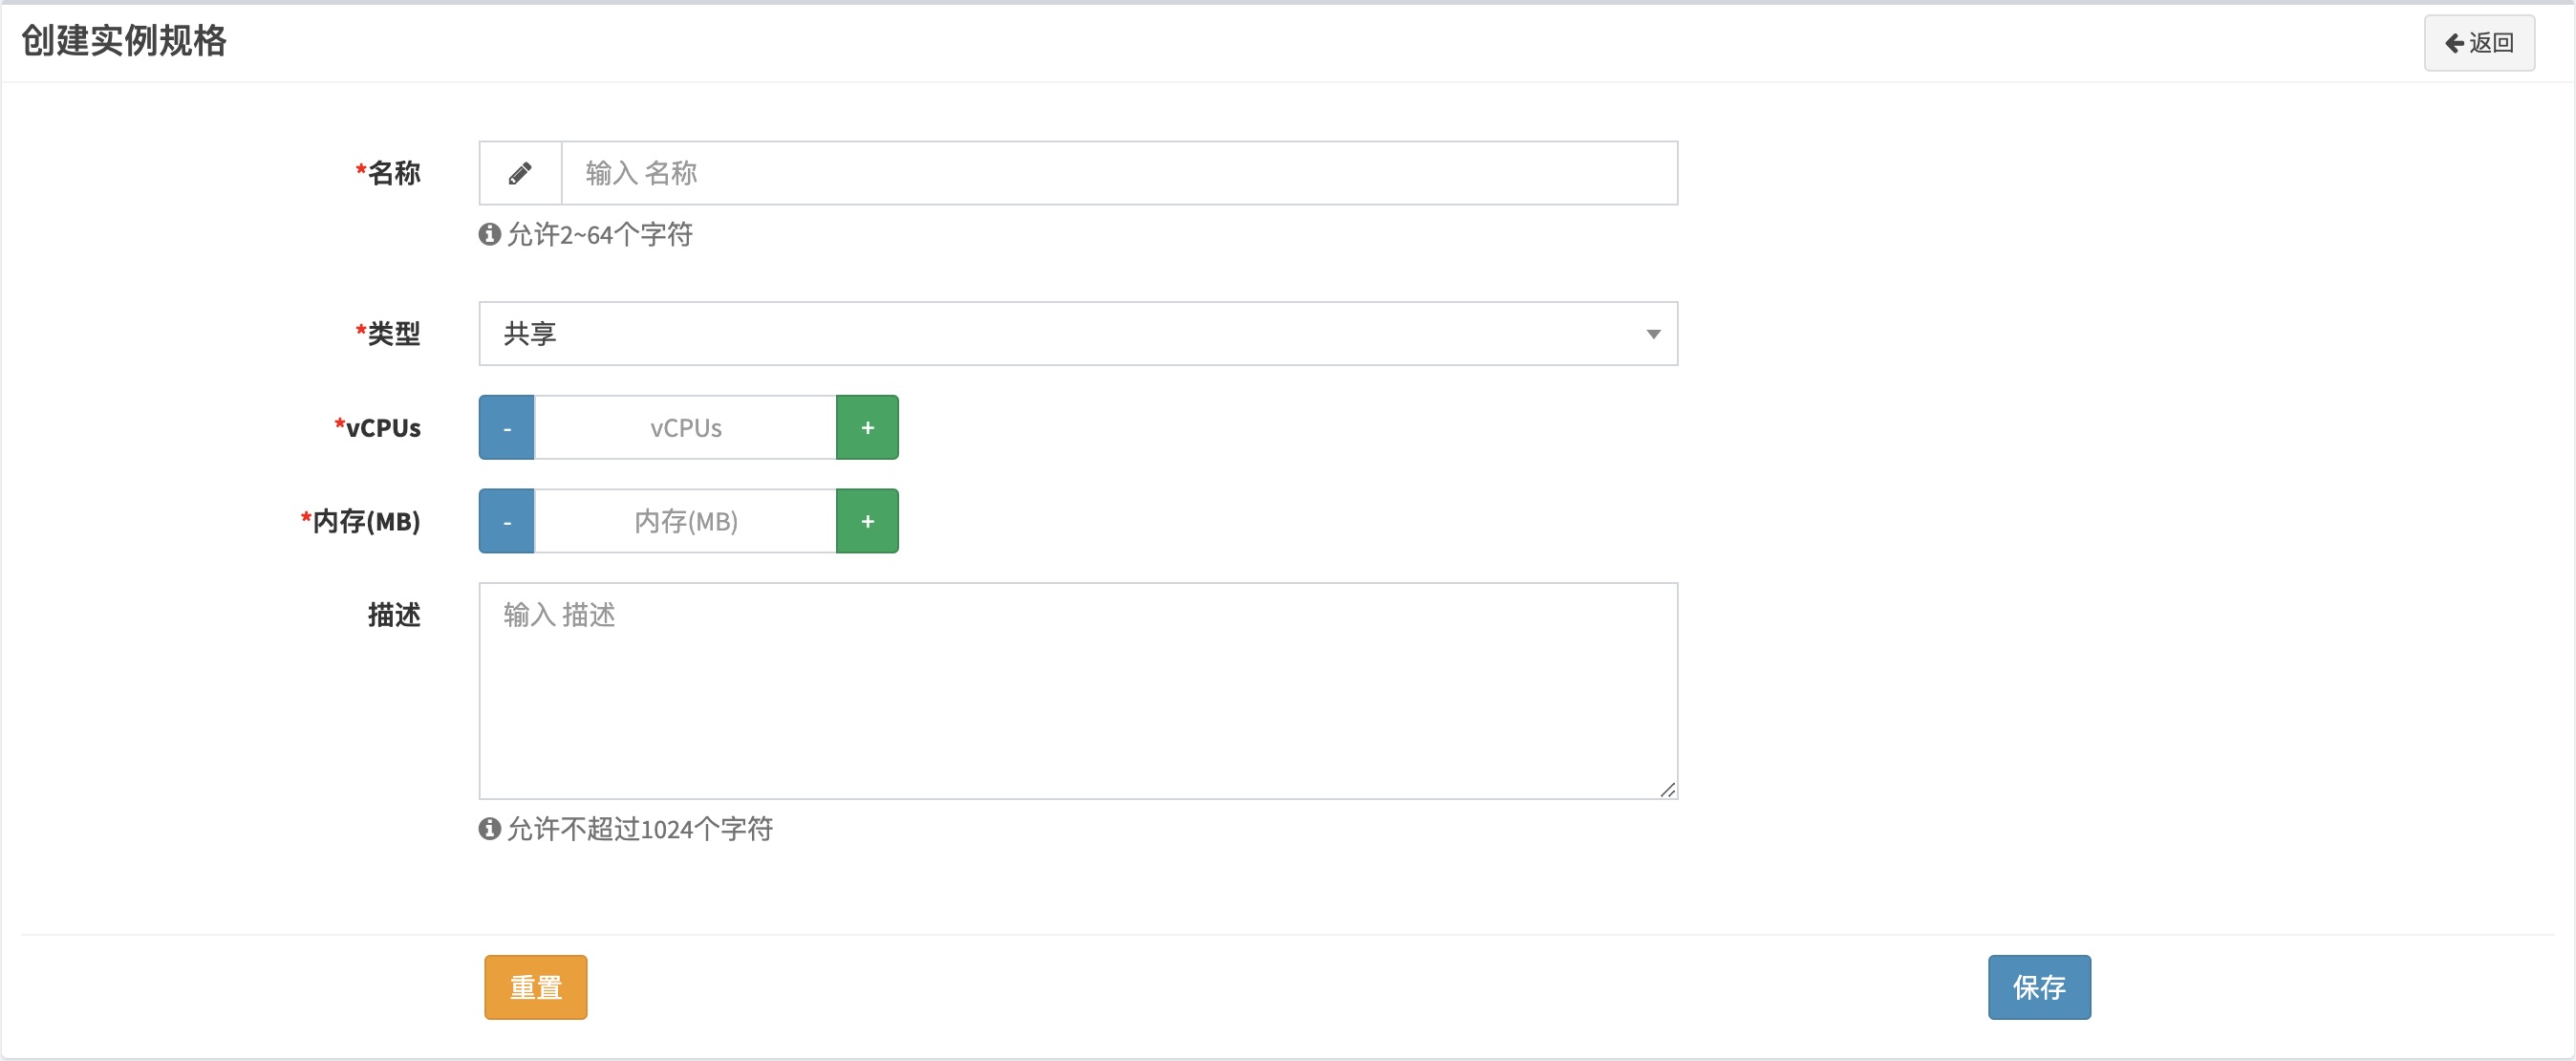 创建实例规格
返回
*名称
输入 名称
允许2~64个字符
*类型
共享
*vCPUs
- vCPUs +
*内存(MB)
- 内存(MB) +
描述
输入 描述
允许不超过1024个字符
重置
保存